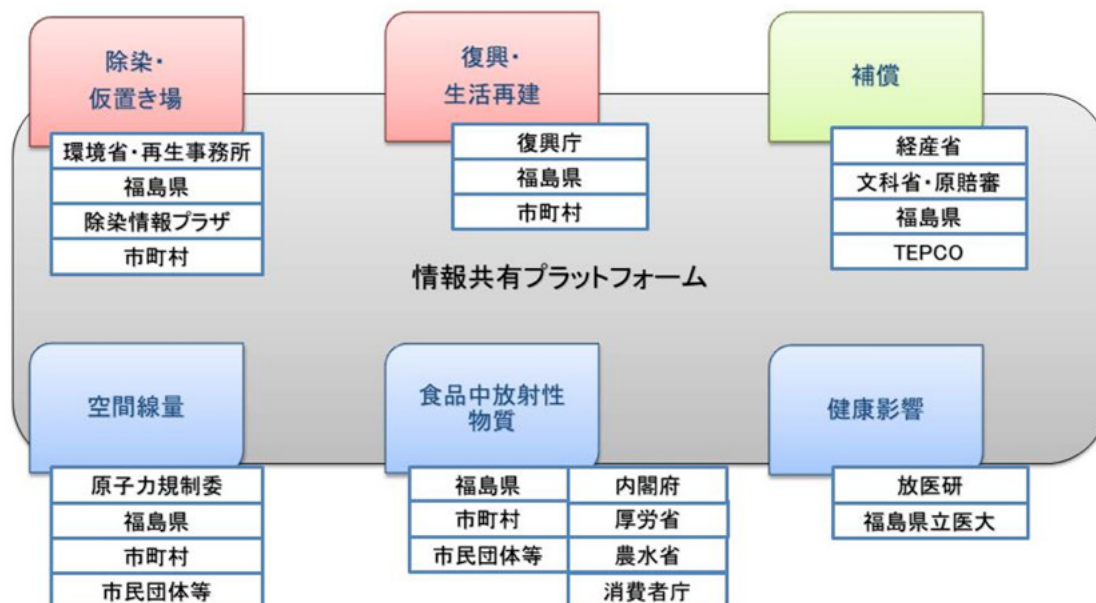 除染・
仮置き場
環境省・再生事務所
福島県
除染情報プラザ
市町村
復興・
生活再建
復興庁
福島県
市町村
補償
経産省
文科省・原賠審
福島県
TEPCO
情報共有プラットフォーム
空間線量
原子力規制委
福島県
市町村
市民団体等
食品中放射性
物質
福島県
市町村
市民団体等
内閣府
厚労省
農水省
消費者庁
健康影響
放医研
福島県立医大